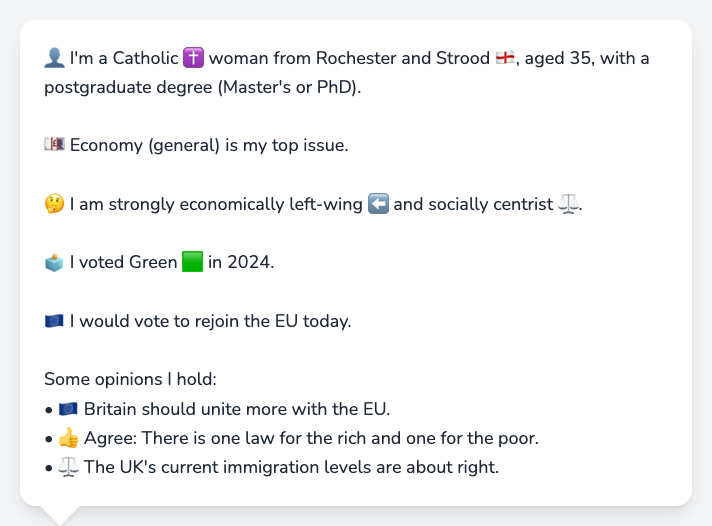 👤 I'm a Catholic ✝️ woman from Rochester and Strood 🏴󠁧󠁢󠁥󠁮󠁧󠁿, aged 35, with a
postgraduate degree (Master's or PhD).
💷 Economy (general) is my top issue.
🤔 I am strongly economically left-wing ⬅️ and socially centrist ⚖️.
🗳️ I voted Green 🟩 in 2024.
🇪🇺 I would vote to rejoin the EU today.
Some opinions I hold:
• 🇪🇺 Britain should unite more with the EU.
• 👍 Agree: There is one law for the rich and one for the poor.
• ⚖️ The UK's current immigration levels are about right.